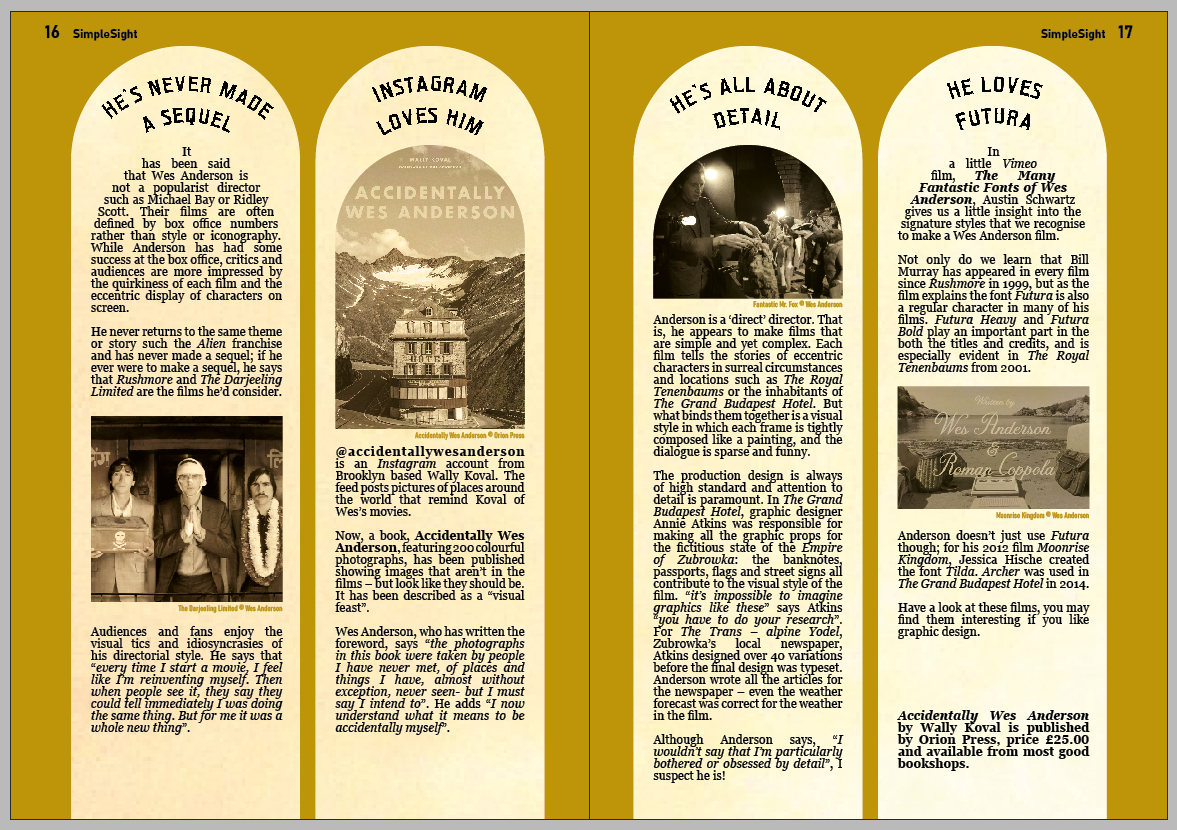 16 SimpleSight
HE'S NEVER MADE
A SEQUEL
It
has been said
that Wes Anderson is
not a popularist director
such as Michael Bay or Ridley
Scott. Their films are often
defined by box office numbers
rather than style or iconography.
While Anderson has had some
success at the box office, critics and
audiences are more impressed by
the quirkiness of each film and the
eccentric display of characters on
screen.
He never returns to the same theme
or story such the Alien franchise
and has never made a sequel; if he
ever were to make a sequel, he says
that Rushmore and The Darjeeling
Limited are the films he'd consider.
The Darjeeling Limited © Wes Anderson
Audiences and fans enjoy the
visual tics and idiosyncrasies of
his directorial style. He says that
“every time I start a movie, I feel
like I'm reinventing myself. Then
when people see it, they say they
could tell immediately I was doing
the same thing. But for me it was a
whole new thing”.
INSTAGRAM
LOVES HIM
WALLY KOVAL
ACCIDENTALLY
WES ANDERSON
HOTEL
Accidentally Wes Anderson © Orion Press
@accidentallywesanderson
is an Instagram account from
Brooklyn based Wally Koval. The
feed posts pictures of places around
the world that remind Koval of
Wes's movies.
Now, a book, Accidentally Wes
Anderson, featuring 200 colourful
photographs, has been published
showing images that aren't in the
films – but look like they should be.
It has been described as a “visual
feast”.
Wes Anderson, who has written the
foreword, says “the photographs
in this book were taken by people
I have never met, of places and
things I have, almost without
exception, never seen- but I must
say I intend to”. He adds “I now
understand what it means to be
accidentally myself”.
SimpleSight 17
HE'S ALL ABOUT
DETAIL
Fantastic Mr. Fox © Wes Anderson
Anderson is a ‘direct’ director. That
is, he appears to make films that
are simple and yet complex. Each
film tells the stories of eccentric
characters in surreal circumstances
and locations such as The Royal
Tenenbaums or the inhabitants of
The Grand Budapest Hotel. But
what binds them together is a visual
style in which each frame is tightly
composed like a painting, and the
dialogue is sparse and funny.
The production design is always
of high standard and attention to
detail is paramount. In The Grand
Budapest Hotel, graphic designer
Annie Atkins was responsible for
making all the graphic props for
the fictitious state of the Empire
of Zubrowka: the banknotes,
passports, flags and street signs all
contribute to the visual style of the
film. “it's impossible to imagine
graphics like these” says Atkins
“you have to do your research”.
For The Trans – alpine Yodel,
Zubrowka's local newspaper,
Atkins designed over 40 variations
before the final design was typeset.
Anderson wrote all the articles for
the newspaper – even the weather
forecast was correct for the weather
in the film.
Although Anderson says, “I
wouldn't say that I'm particularly
bothered or obsessed by detail”, I
suspect he is!
HE LOVES
FUTURA
In
a little Vimeo
film, The Many
Fantastic Fonts of Wes
Anderson, Austin Schwartz
gives us a little insight into the
signature styles that we recognise
to make a Wes Anderson film.
Not only do we learn that Bill
Murray has appeared in every film
since Rushmore in 1999, but as the
film explains the font Futura is also
a regular character in many of his
films. Futura Heavy and Futura
Bold play an important part in the
both the titles and credits, and is
especially evident in The Royal
Tenenbaums from 2001.
Written by
Wes Anderson
&
Roman Coppola
Moonrise Kingdom © Wes Anderson
Anderson doesn't just use Futura
though; for his 2012 film Moonrise
Kingdom, Jessica Hische created
the font Tilda. Archer was used in
The Grand Budapest Hotel in 2014.
Have a look at these films, you may
find them interesting if you like
graphic design.
Accidentally Wes Anderson
by Wally Koval is published
by Orion Press, price £25.00
and available from most good
bookshops.